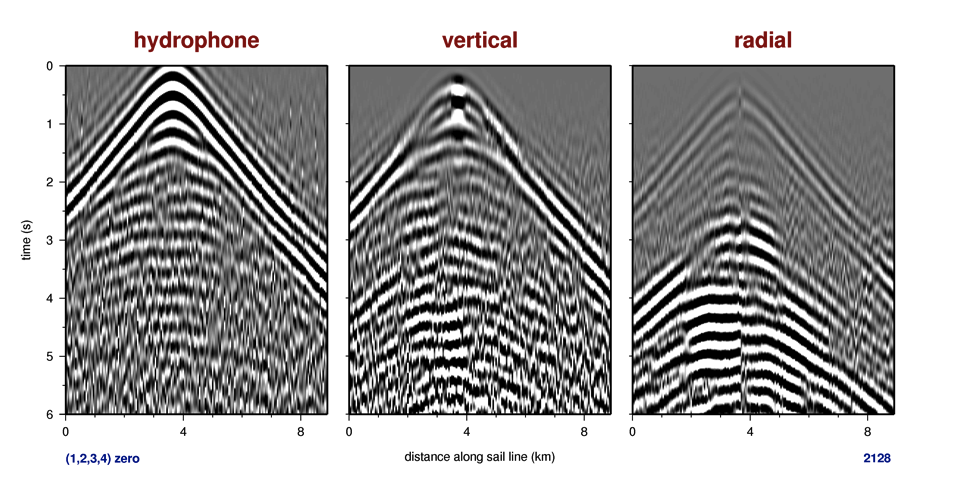 hydrophone vertical radial
0
1
2
3
4
5
6
time (s)
0 4 8 0 4 8 0 4 8
(1,2,3,4) zero distance along sail line (km) 2128